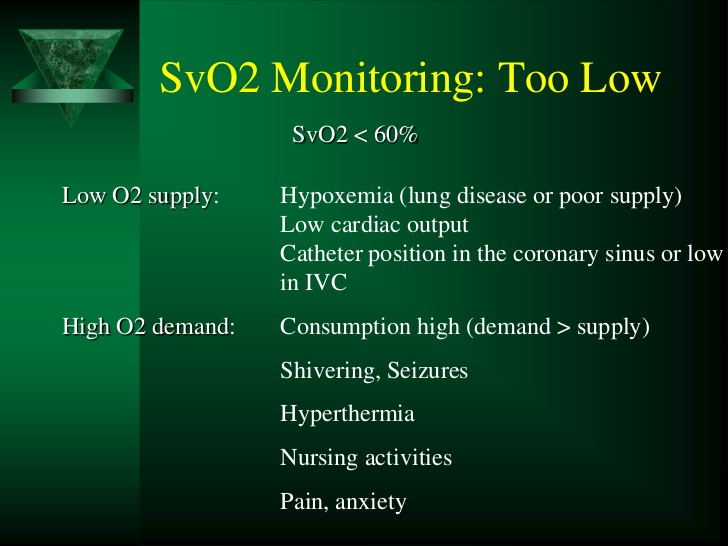 SvO2 Monitoring: Too Low
SvO2 < 60%
Low O2 supply: Hypoxemia (lung disease or poor supply)
Low cardiac output
Catheter position in the coronary sinus or low
in IVC
High O2 demand: Consumption high (demand > supply)
Shivering, Seizures
Hyperthermia
Nursing activities
Pain, anxiety